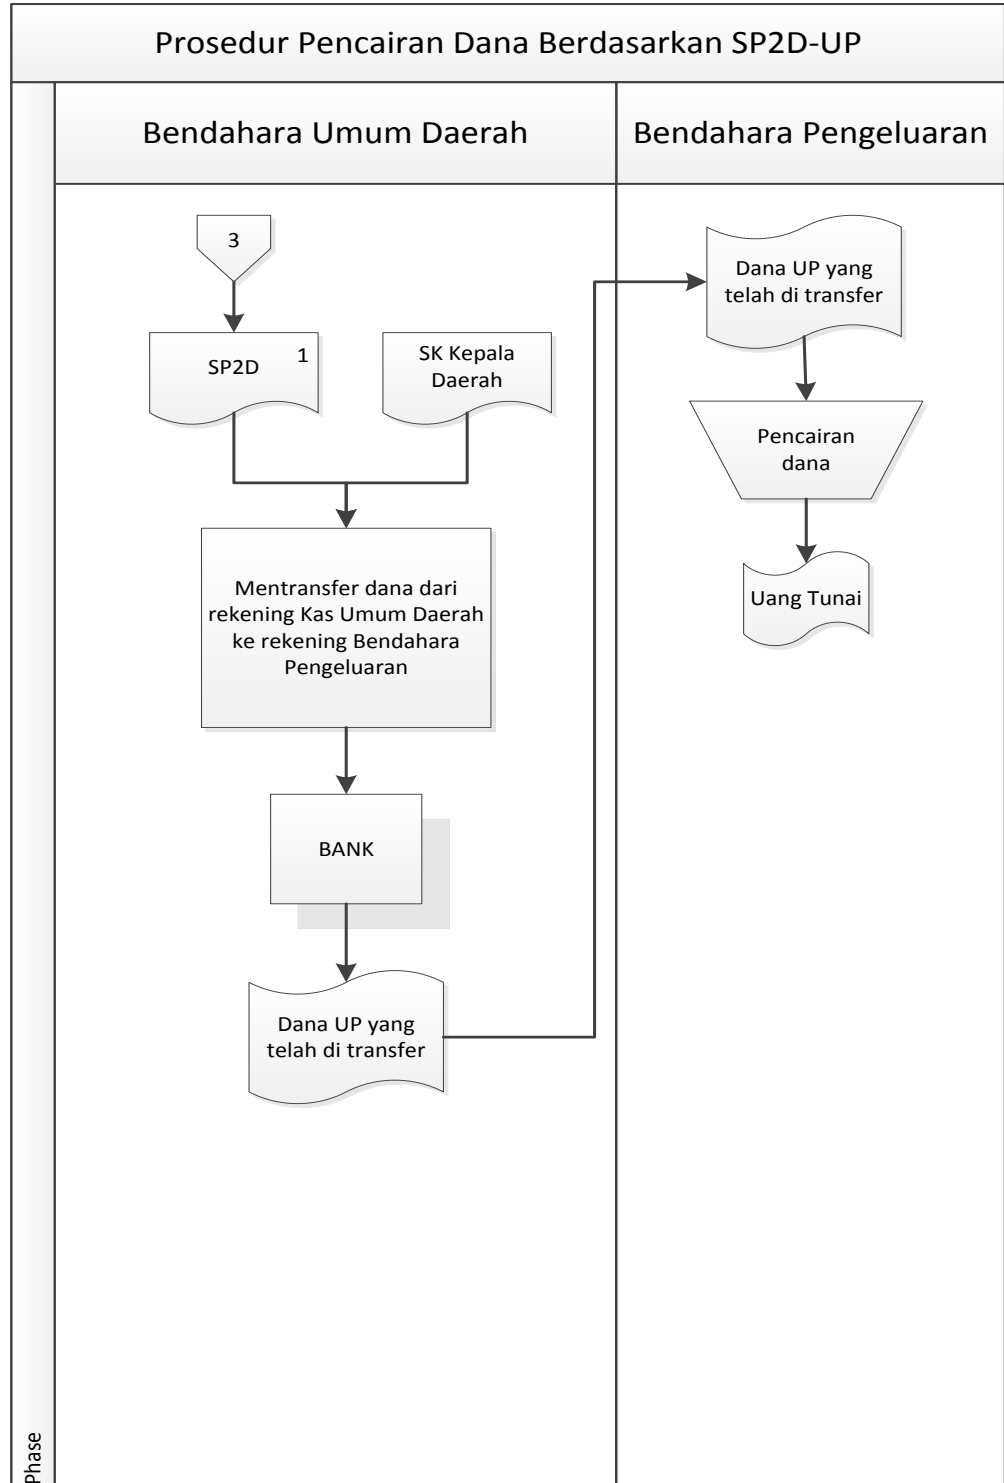 Prosedur Pencairan Dana Berdasarkan SP2D-UP
Bendahara Umum Daerah
Bendahara Pengeluaran
3
SP2D
1
SK Kepala
Daerah
Mentransfer dana dari
rekening Kas Umum Daerah
ke rekening Bendahara
Pengeluaran
BANK
Dana UP yang
telah di transfer
Dana UP yang
telah di transfer
Pencairan
dana
Uang Tunai
Phase